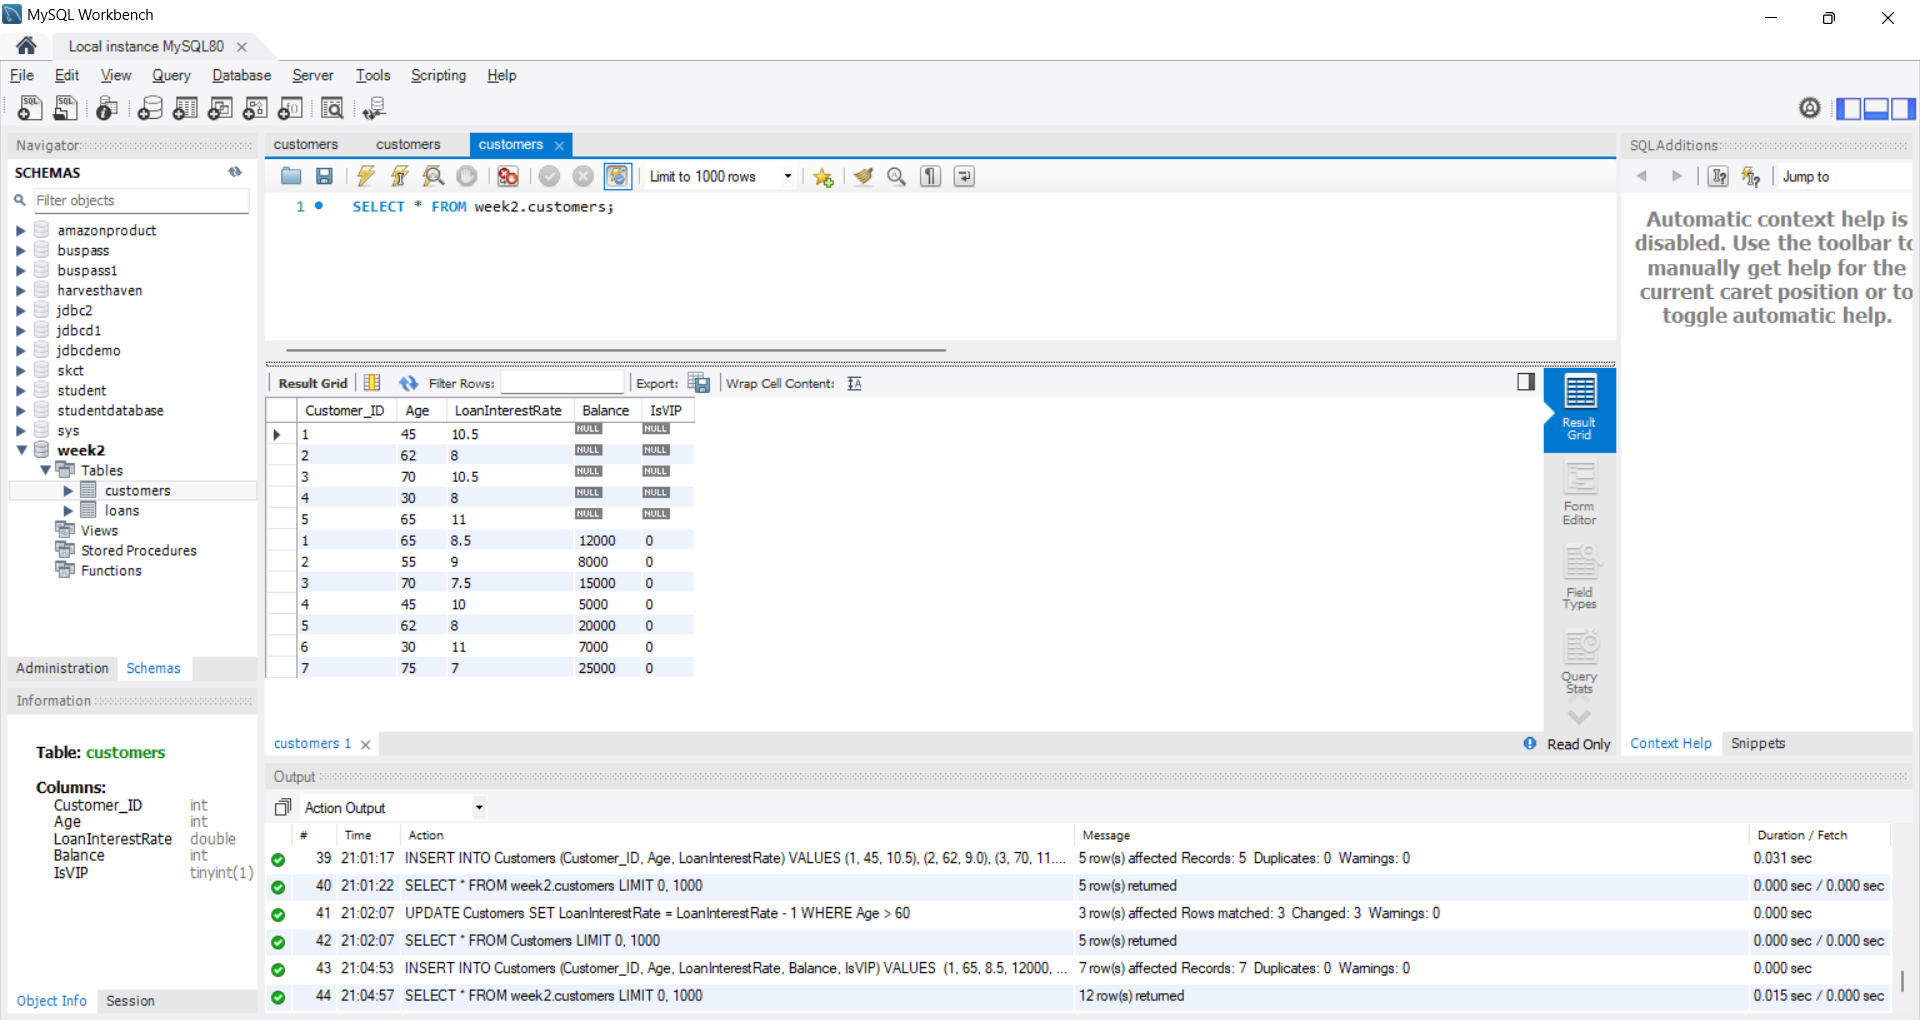 MySQL Workbench
Local instance MySQL80
File Edit View Query Database Server Tools Scripting Help
Navigator
SCHEMAS
Filter objects
amazonproduct
buspass
buspass1
harvesthaven
jdbc2
jdbcd1
jdbcdemo
skct
student
studentdatabase
sys
week2
Tables
customers
loans
Views
Stored Procedures
Functions
Administration Schemas
Information
Table: customers
Columns:
Customer_ID int
Age int
LoanInterestRate double
Balance int
IsVIP tinyint(1)
Object Info Session
customers customers customers
Limit to 1000 rows
1 SELECT * FROM week2.customers;
Result Grid Filter Rows: Export: Wrap Cell Content:
Customer_ID Age LoanInterestRate Balance IsVIP
1 45 10.5 NULL NULL
2 62 8 NULL NULL
3 70 10.5 NULL NULL
4 30 8 NULL NULL
5 65 11 NULL NULL
1 65 8.5 12000 0
2 55 9 8000 0
3 70 7.5 15000 0
4 45 10 5000 0
5 62 8 20000 0
6 30 11 7000 0
7 75 7 25000 0
Result
Grid
Form
Editor
Field
Types
Query
Stats
customers 1 Read Only
SQLAdditions
Jump to
Automatic context help is
disabled. Use the toolbar to
manually get help for the
current caret position or to
toggle automatic help.
Context Help Snippets
Output
Action Output
# Time Action Message Duration / Fetch
39 21:01:17 INSERT INTO Customers (Customer_ID, Age, LoanInterestRate) VALUES (1, 45, 10.5), (2, 62, 9.0), (3, 70, 11.... 5 row(s) affected Records: 5 Duplicates: 0 Warnings: 0 0.031 sec
40 21:01:22 SELECT * FROM week2.customers LIMIT 0, 1000 5 row(s) returned 0.000 sec / 0.000 sec
41 21:02:07 UPDATE Customers SET LoanInterestRate = LoanInterestRate - 1 WHERE Age > 60 3 row(s) affected Rows matched: 3 Changed: 3 Warnings: 0 0.000 sec
42 21:02:07 SELECT * FROM Customers LIMIT 0, 1000 5 row(s) returned 0.000 sec / 0.000 sec
43 21:04:53 INSERT INTO Customers (Customer_ID, Age, LoanInterestRate, Balance, IsVIP) VALUES (1, 65, 8.5, 12000, ... 7 row(s) affected Records: 7 Duplicates: 0 Warnings: 0 0.000 sec
44 21:04:57 SELECT * FROM week2.customers LIMIT 0, 1000 12 row(s) returned 0.015 sec / 0.000 sec